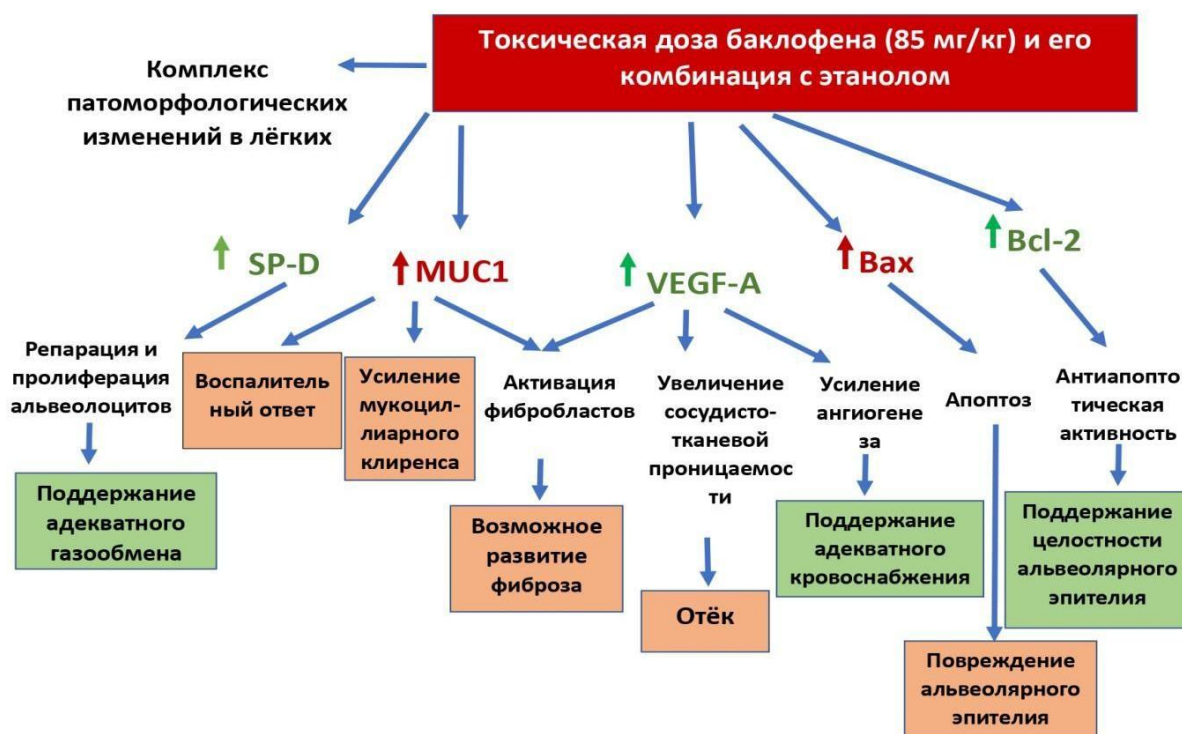 Токсическая доза баклофена (85 мг/кг) и его
комбинация с этанолом
Комплекс
патоморфологических
изменений в лёгких
SP-D
MUC1
VEGF-A
Bax
Bcl-2
Репарация и
пролиферация
альвеолоцитов
Воспалитель
ный ответ
Усиление
мукоцил-
лиарного
клиренса
Активация
фибробластов
Увеличение
сосудисто-
тканевой
проницаемос
ти
Усиление
ангиогене
за
Апоптоз
Антиапопто
тическая
активность
Поддержание
адекватного
газообмена
Возможное
развитие
фиброза
Отёк
Поддержание
адекватного
кровоснабжения
Поддержание
целостности
альвеолярного
эпителия
Повреждение
альвеолярного
эпителия